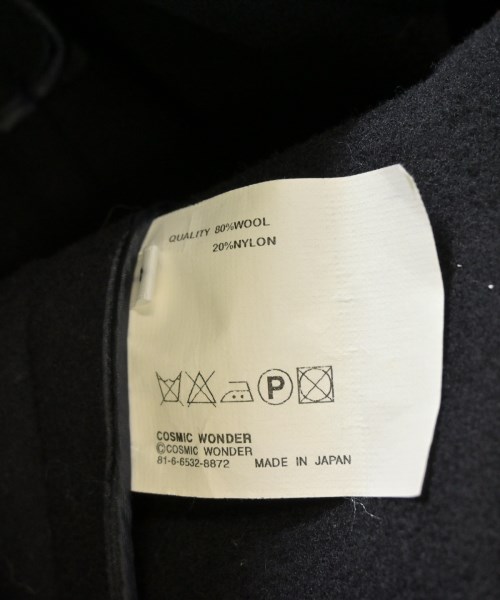 QUALITY 80%WOOL
20%NYLON
P
COSMIC WONDER
©COSMIC WONDER
81-6-6532-8872 MADE IN JAPAN